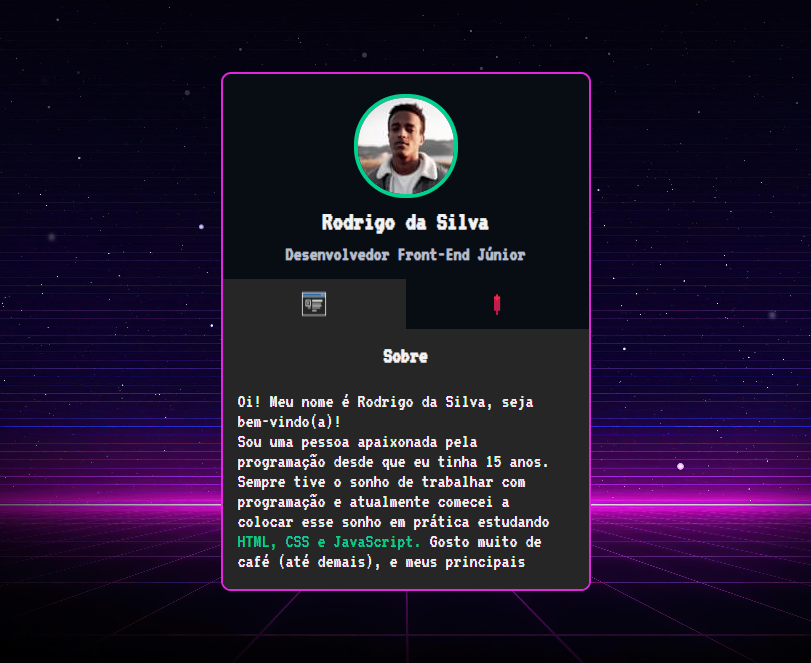 Rodrigo da Silva
Desenvolvedor Front-End Júnior
Sobre
Oi! Meu nome é Rodrigo da Silva, seja
bem-vindo(a)!
Sou uma pessoa apaixonada pela
programação desde que eu tinha 15 anos.
Sempre tive o sonho de trabalhar com
programação e atualmente comecei a
colocar esse sonho em prática estudando
HTML, CSS e JavaScript. Gosto muito de
café (até demais), e meus principais